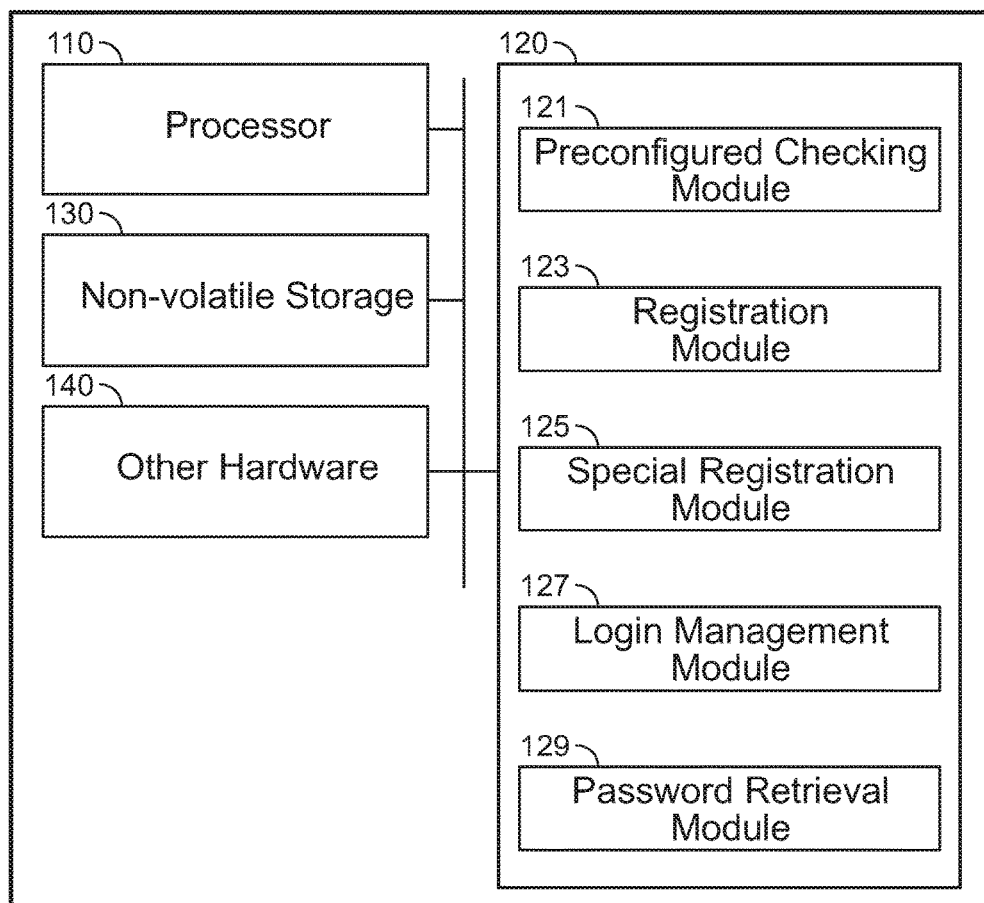 110
Processor
130
Non-volatile Storage
140
Other Hardware
120
121
Preconfigured Checking
Module
123
Registration
Module
125
Special Registration
Module
127
Login Management
Module
129
Password Retrieval
Module